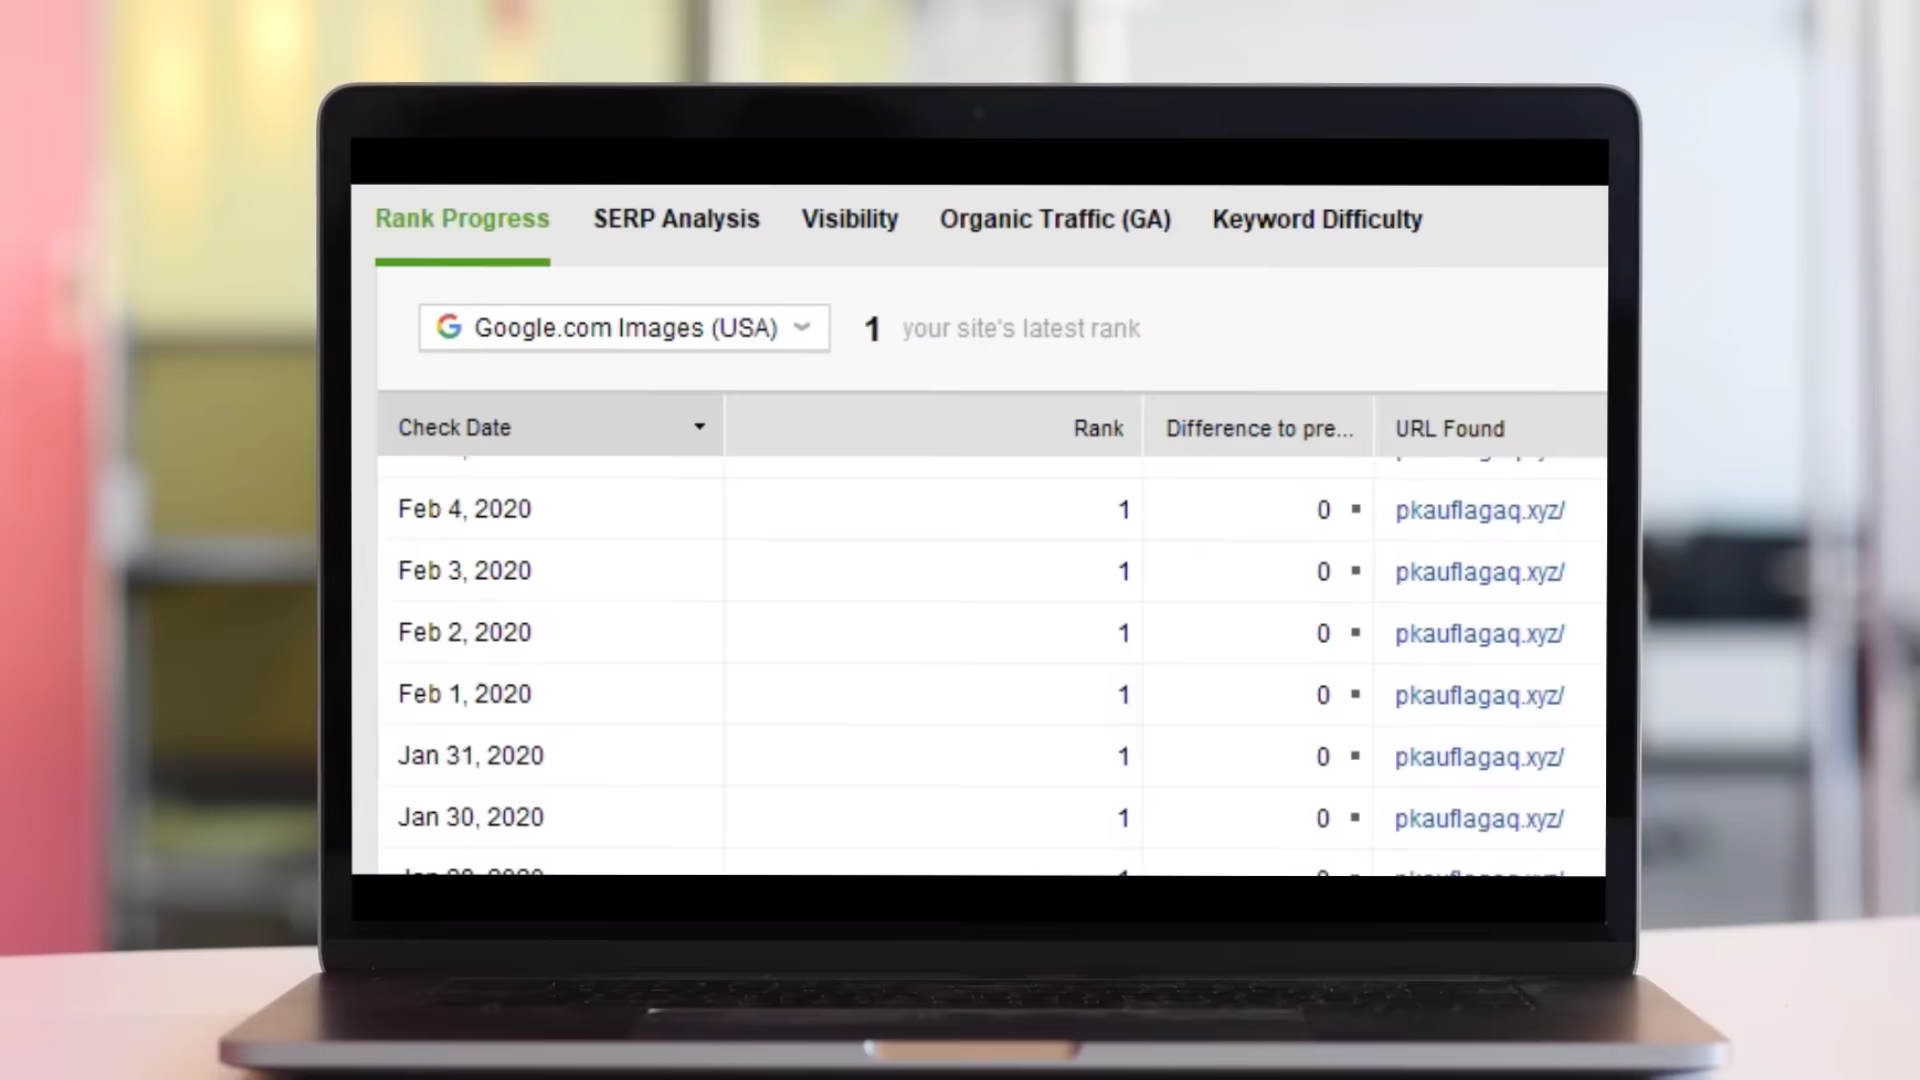 Rank Progress SERP Analysis Visibility Organic Traffic (GA) Keyword Difficulty
Google.com Images (USA) 1 your site's latest rank
Check Date Rank Difference to pre... URL Found
Feb 4, 2020 1 0 pkauflagaq.xyz/
Feb 3, 2020 1 0 pkauflagaq.xyz/
Feb 2, 2020 1 0 pkauflagaq.xyz/
Feb 1, 2020 1 0 pkauflagaq.xyz/
Jan 31, 2020 1 0 pkauflagaq.xyz/
Jan 30, 2020 1 0 pkauflagaq.xyz/